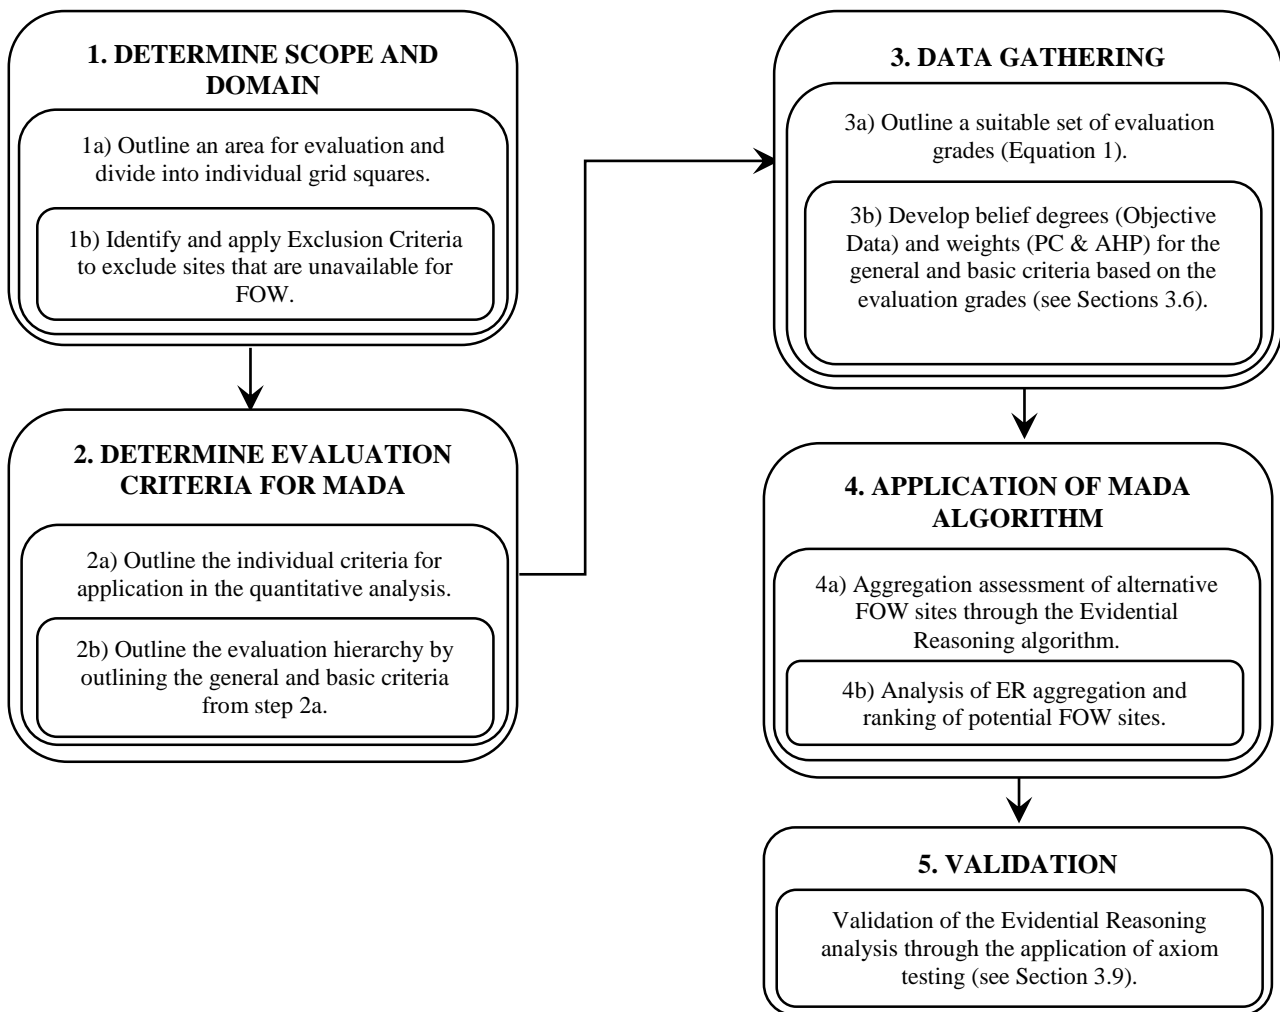 1. DETERMINE SCOPE AND
DOMAIN
1a) Outline an area for evaluation and
divide into individual grid squares.
1b) Identify and apply Exclusion Criteria
to exclude sites that are unavailable for
FOW.
2. DETERMINE EVALUATION
CRITERIA FOR MADA
2a) Outline the individual criteria for
application in the quantitative analysis.
2b) Outline the evaluation hierarchy by
outlining the general and basic criteria
from step 2a.
3. DATA GATHERING
3a) Outline a suitable set of evaluation
grades (Equation 1).
3b) Develop belief degrees (Objective
Data) and weights (PC & AHP) for the
general and basic criteria based on the
evaluation grades (see Sections 3.6).
4. APPLICATION OF MADA
ALGORITHM
4a) Aggregation assessment of alternative
FOW sites through the Evidential
Reasoning algorithm.
4b) Analysis of ER aggregation and
ranking of potential FOW sites.
5. VALIDATION
Validation of the Evidential Reasoning
analysis through the application of axiom
testing (see Section 3.9).